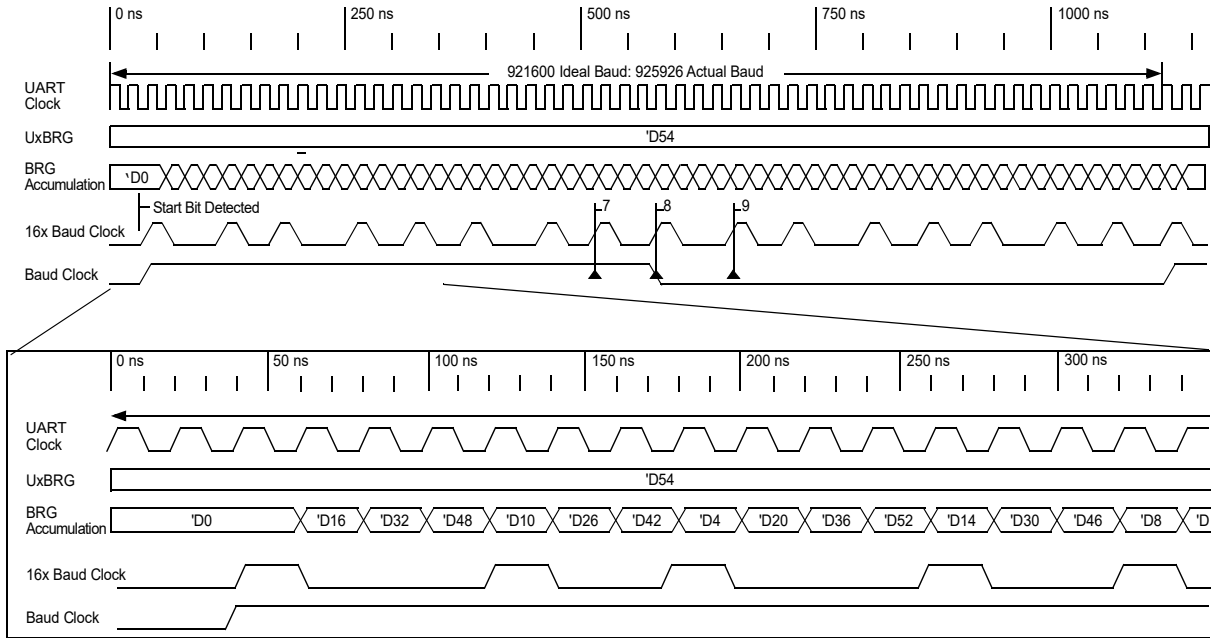 0 ns 250 ns 500 ns 750 ns 1000 ns
921600 Ideal Baud: 925926 Actual Baud
UART
Clock
UxBRG 'D54
BRG
Accumulation 'D0
Start Bit Detected 7 8 9
16x Baud Clock
Baud Clock
0 ns 50 ns 100 ns 150 ns 200 ns 250 ns 300 ns
UART
Clock
UxBRG 'D54
BRG
Accumulation 'D0 'D16 'D32 'D48 'D10 'D26 'D42 'D4 'D20 'D36 'D52 'D14 'D30 'D46 'D8 'D
16x Baud Clock
Baud Clock